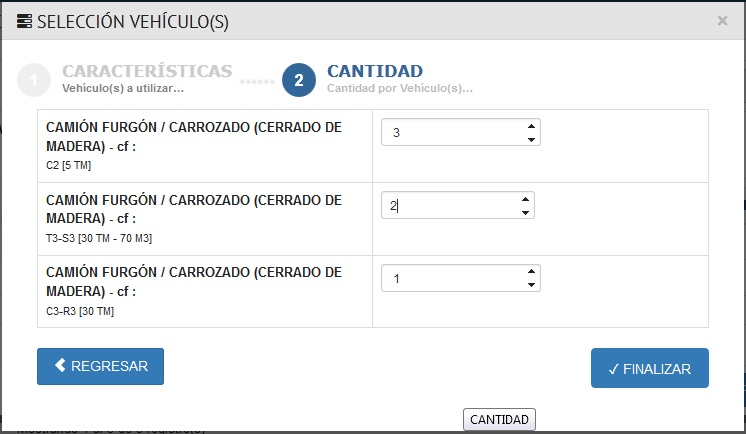 SELECCIÓN VEHÍCULO(S)
×
1 CARACTERÍSTICAS
Vehículo(s) a utilizar...
2 CANTIDAD
Cantidad por Vehículo(s)...
CAMIÓN FURGÓN / CARROZADO (CERRADO DE
MADERA) - cf :
C2 [5 TM]
3
CAMIÓN FURGÓN / CARROZADO (CERRADO DE
MADERA) - cf :
T3-S3 [30 TM - 70 M3]
2
CAMIÓN FURGÓN / CARROZADO (CERRADO DE
MADERA) - cf :
C3-R3 [30 TM]
1
REGRESAR
✓ FINALIZAR
CANTIDAD